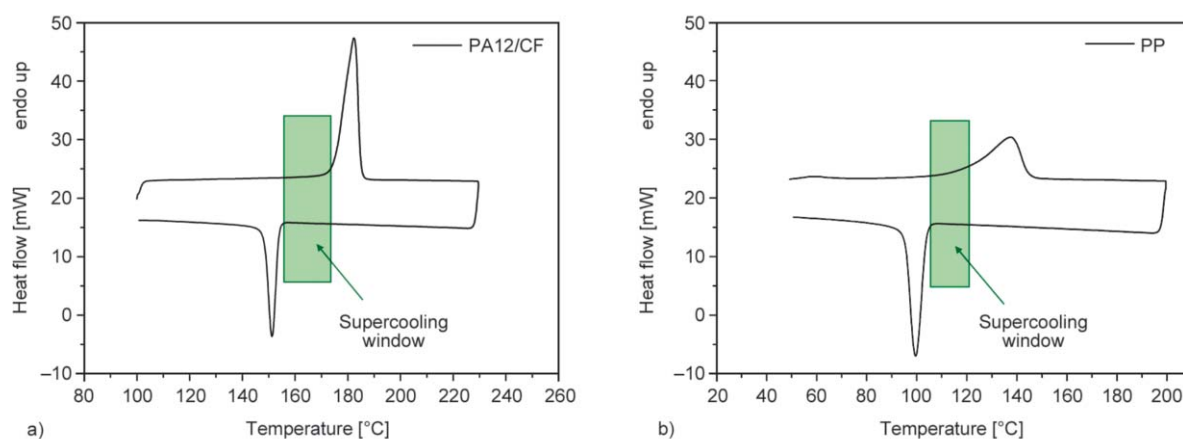 50
PA12/CF
endo up
40
30
20
Heat flow [mW]
10
Supercooling
window
0
–10
80 100 120 140 160 180 200 220 240 260
a)
Temperature [°C]
50
PP
endo up
40
30
20
Heat flow [mW]
10
Supercooling
window
0
–10
20 40 60 80 100 120 140 160 180 200
b)
Temperature [°C]